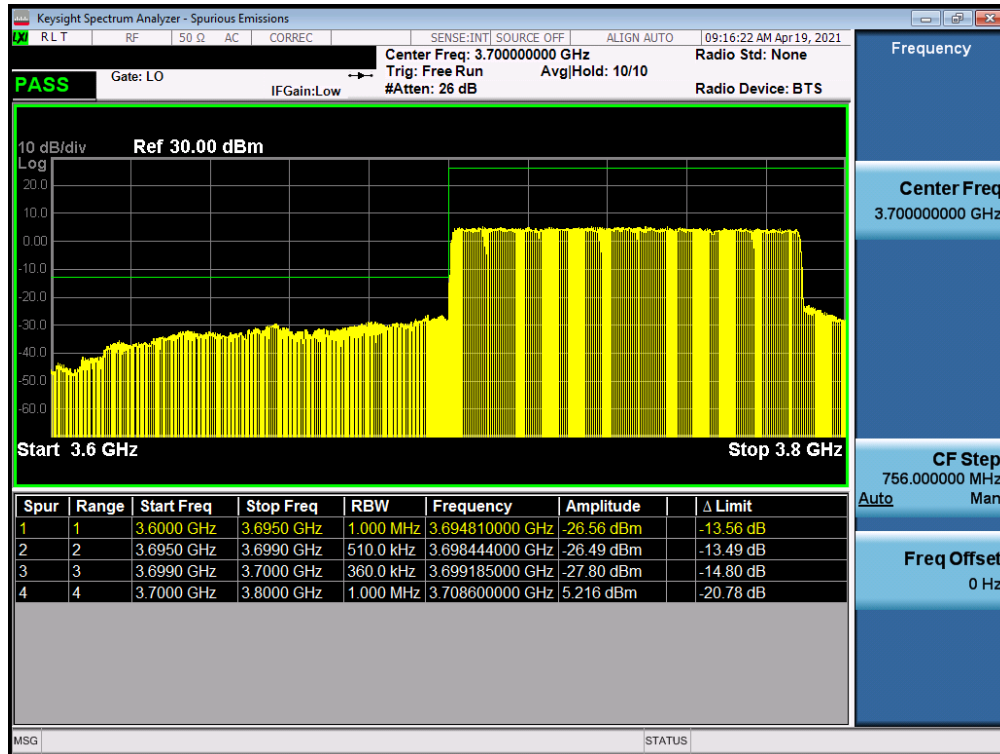 Keysight Spectrum Analyzer - Spurious Emissions
LXI RLT RF 50 Ω AC CORREC SENSE:INT SOURCE OFF ALIGN AUTO 09:16:22 AM Apr 19, 2021
Center Freq: 3.700000000 GHz Radio Std: None
Gate: LO Trig: Free Run Avg|Hold: 10/10
PASS IFGain:Low #Atten: 26 dB Radio Device: BTS
10 dB/div Ref 30.00 dBm
Log
20.0
10.0
0.00
-10.0
-20.0
-30.0
-40.0
-50.0
-60.0
Start 3.6 GHz Stop 3.8 GHz
Spur Range Start Freq Stop Freq RBW Frequency Amplitude Δ Limit
1 1 3.6000 GHz 3.6950 GHz 1.000 MHz 3.694810000 GHz -26.56 dBm -13.56 dB
2 2 3.6950 GHz 3.6990 GHz 510.0 kHz 3.698444000 GHz -26.49 dBm -13.49 dB
3 3 3.6990 GHz 3.7000 GHz 360.0 kHz 3.699185000 GHz -27.80 dBm -14.80 dB
4 4 3.7000 GHz 3.8000 GHz 1.000 MHz 3.708600000 GHz 5.216 dBm -20.78 dB
MSG STATUS
Frequency
Center Freq
3.700000000 GHz
CF Step
756.000000 MHz
Auto Man
Freq Offset
0 Hz